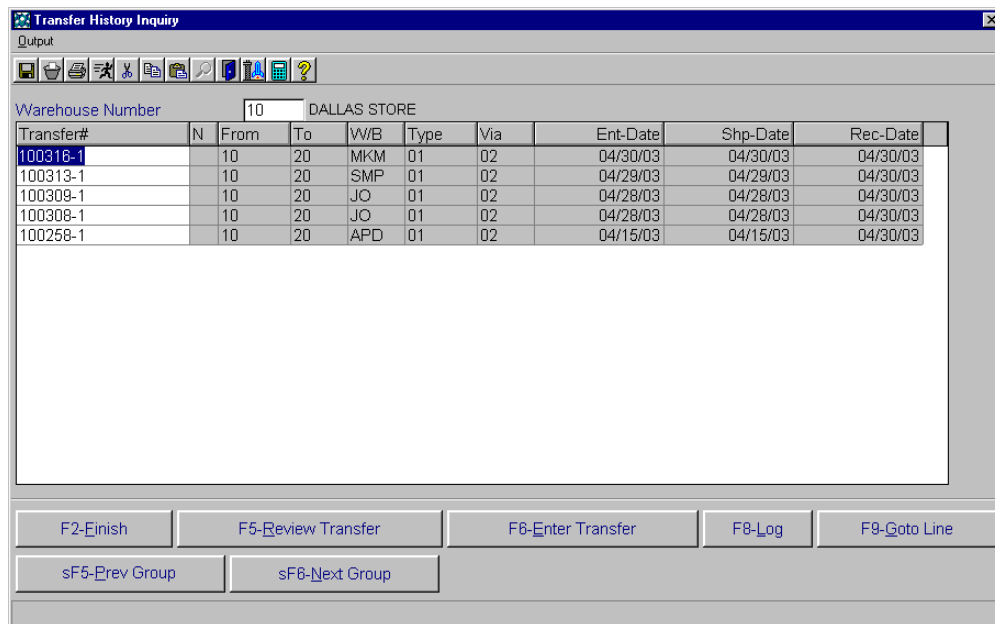 Transfer History Inquiry
Output
Warehouse Number 10 DALLAS STORE
Transfer# N From To W/B Type Via Ent-Date Shp-Date Rec-Date
100316-1 10 20 MKM 01 02 04/30/03 04/30/03 04/30/03
100313-1 10 20 SMP 01 02 04/29/03 04/29/03 04/30/03
100309-1 10 20 JO 01 02 04/28/03 04/28/03 04/30/03
100308-1 10 20 JO 01 02 04/28/03 04/28/03 04/30/03
100258-1 10 20 APD 01 02 04/15/03 04/15/03 04/30/03
F2-Finish F5-Review Transfer F6-Enter Transfer F8-Log F9-Goto Line
sF5-Prev Group sF6-Next Group